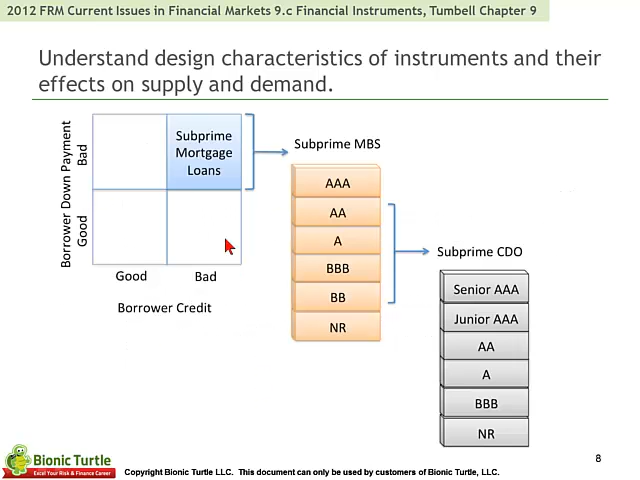 2012 FRM Current Issues in Financial Markets 9.c Financial Instruments, Tumbell Chapter 9
Understand design characteristics of instruments and their
effects on supply and demand.
Borrower Down Payment
Bad
Good
Subprime
Mortgage
Loans
Good
Bad
Borrower Credit
Subprime MBS
AAA
AA
A
BBB
BB
NR
Subprime CDO
Senior AAA
Junior AAA
AA
A
BBB
NR
Bionic Turtle
Excel Your Risk & Finance Career
Copyright Bionic Turtle LLC. This document can only be used by customers of Bionic Turtle, LLC.
8